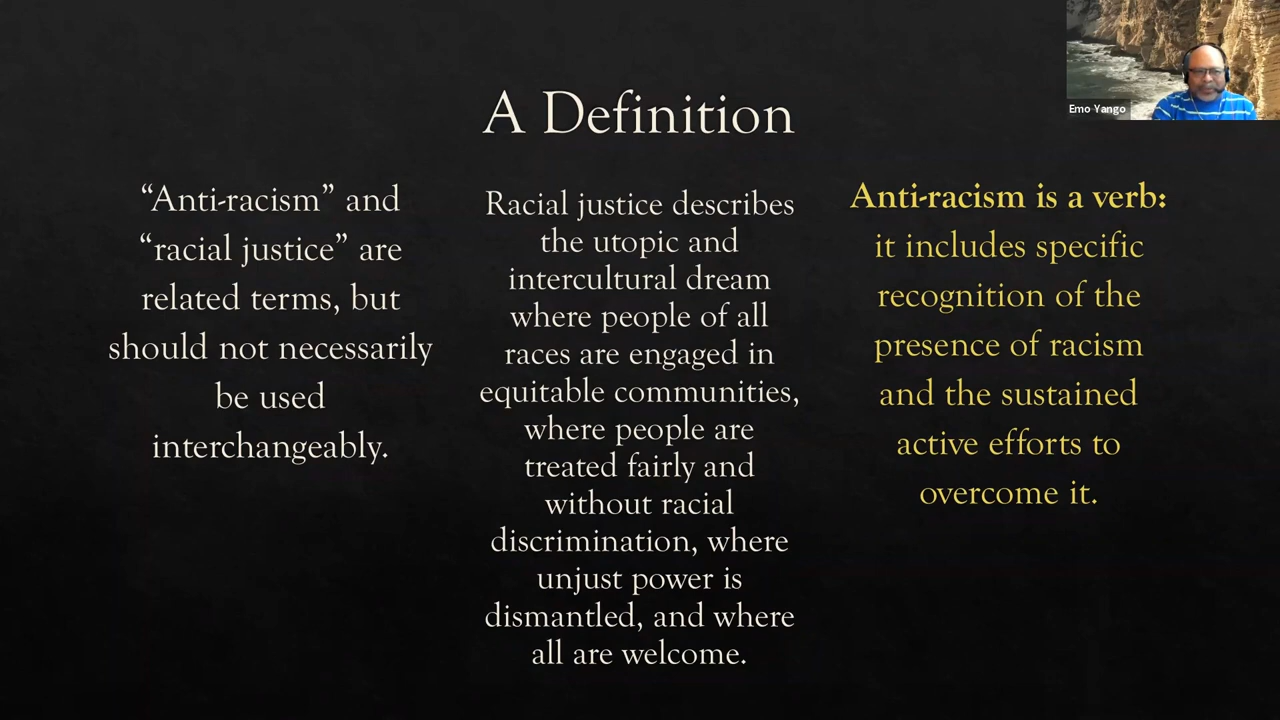 A Definition
“Anti-racism” and
“racial justice” are
related terms, but
should not necessarily
be used
interchangeably.
Racial justice describes
the utopic and
intercultural dream
where people of all
races are engaged in
equitable communities,
where people are
treated fairly and
without racial
discrimination, where
unjust power is
dismantled, and where
all are welcome.
Anti-racism is a verb:
it includes specific
recognition of the
presence of racism
and the sustained
active efforts to
overcome it.
Emo Yango